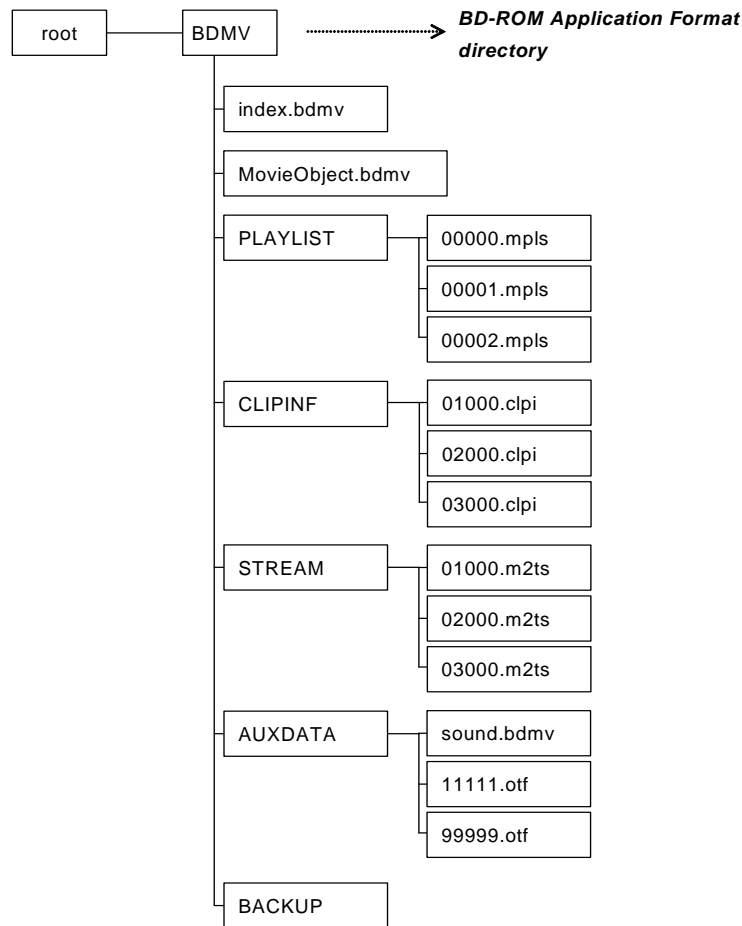 root
BDMV
BD-ROM Application Format
directory
index.bdmv
MovieObject.bdmv
PLAYLIST
00000.mpls
00001.mpls
00002.mpls
CLIPINF
01000.clpi
02000.clpi
03000.clpi
STREAM
01000.m2ts
02000.m2ts
03000.m2ts
AUXDATA
sound.bdmv
11111.otf
99999.otf
BACKUP